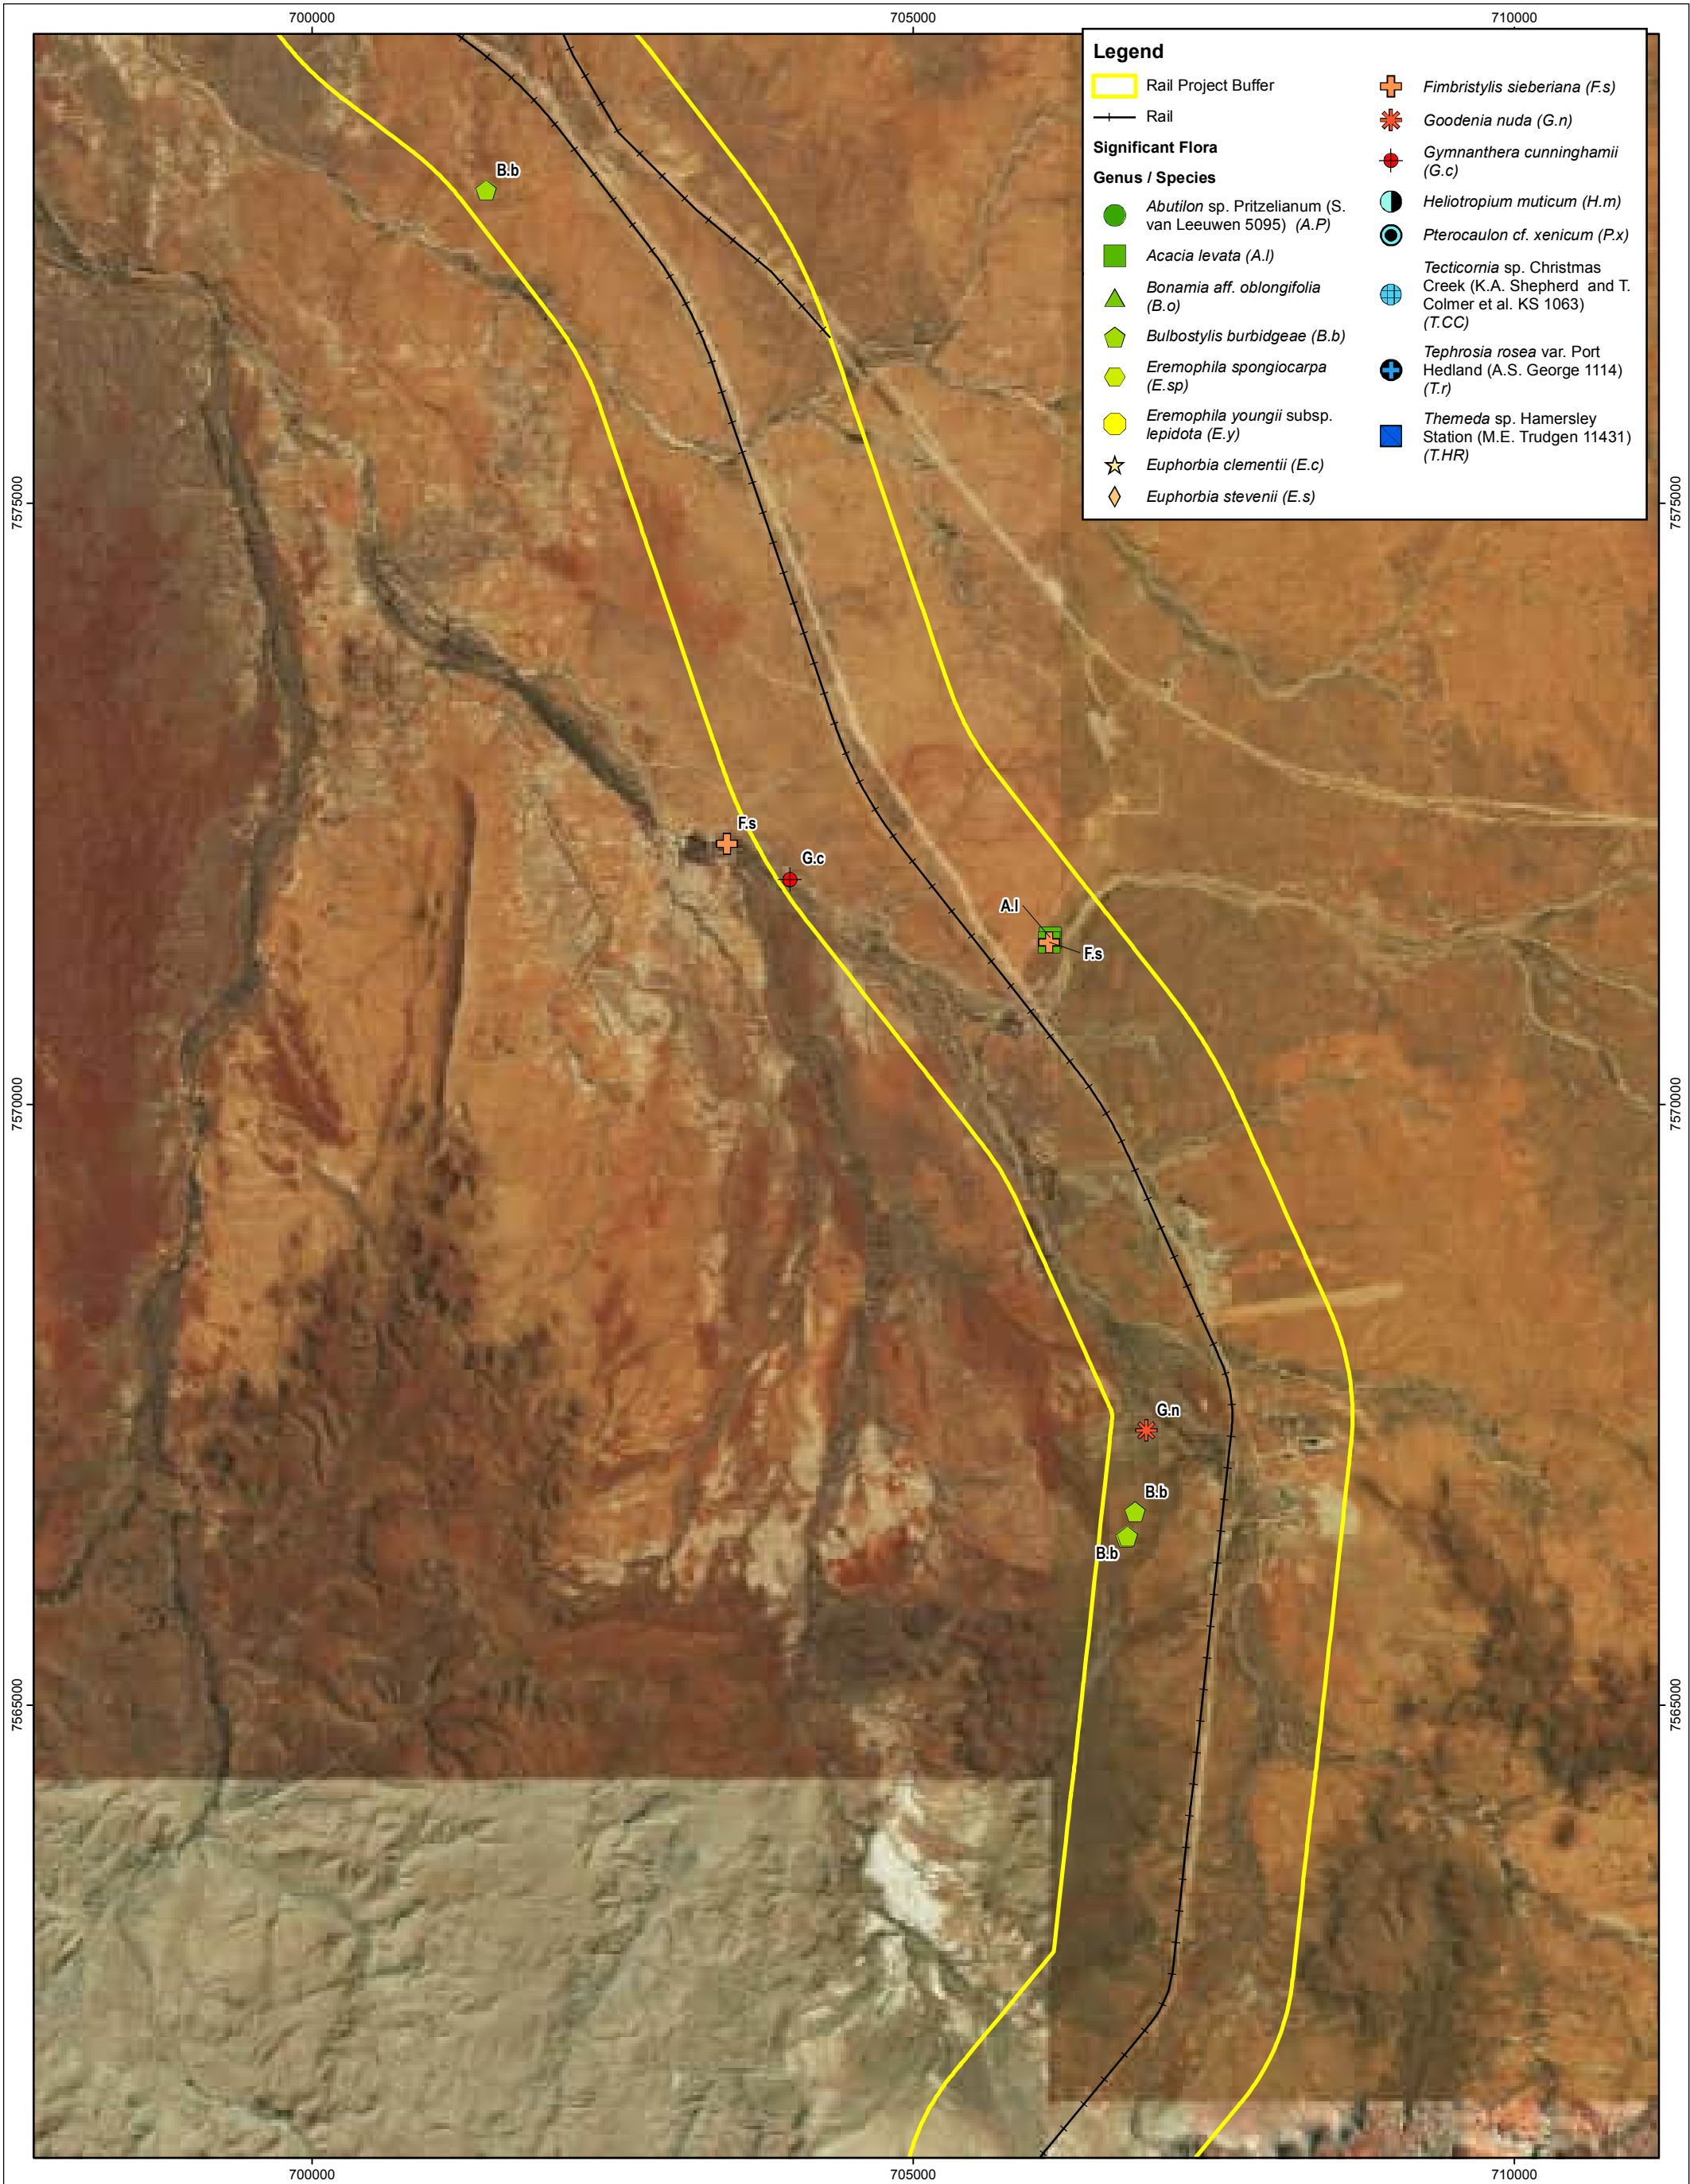 700000
705000
710000
Legend
Rail Project Buffer
Rail
Significant Flora
Genus / Species
Abutilon sp. Pritzelianum (S.
van Leeuwen 5095) (A.P)
Acacia levata (A.l)
Bonamia aff. oblongifolia
(B.o)
Bulbostylis burbidgeae (B.b)
Eremophila spongiocarpa
(E.sp)
Eremophila youngii subsp.
lepidota (E.y)
Euphorbia clementii (E.c)
Euphorbia stevenii (E.s)
Fimbristylis sieberiana (F.s)
Goodenia nuda (G.n)
Gymnanthera cunninghamii
(G.c)
Heliotropium muticum (H.m)
Pterocaulon cf. xenicum (P.x)
Tecticornia sp. Christmas
Creek (K.A. Shepherd and T.
Colmer et al. KS 1063)
(T.CC)
Tephrosia rosea var. Port
Hedland (A.S. George 1114)
(T.r)
Themeda sp. Hamersley
Station (M.E. Trudgen 11431)
(T.HR)
B.b
7575000
7575000
F.s
G.c
A.l
F.s
7570000
7570000
G.n
B.b
B.b
7565000
7565000
700000
705000
710000